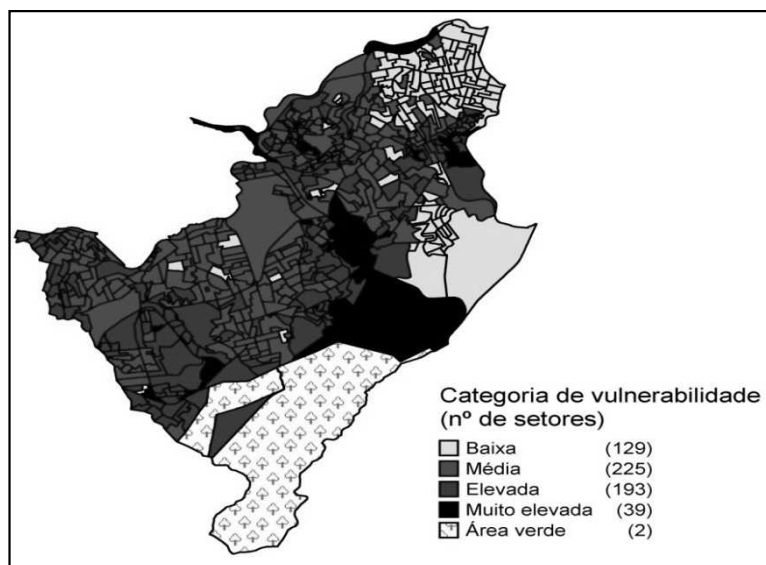 Categoria de vulnerabilidade
(nº de setores)
Baixa (129)
Média (225)
Elevada (193)
Muito elevada (39)
Área verde (2)